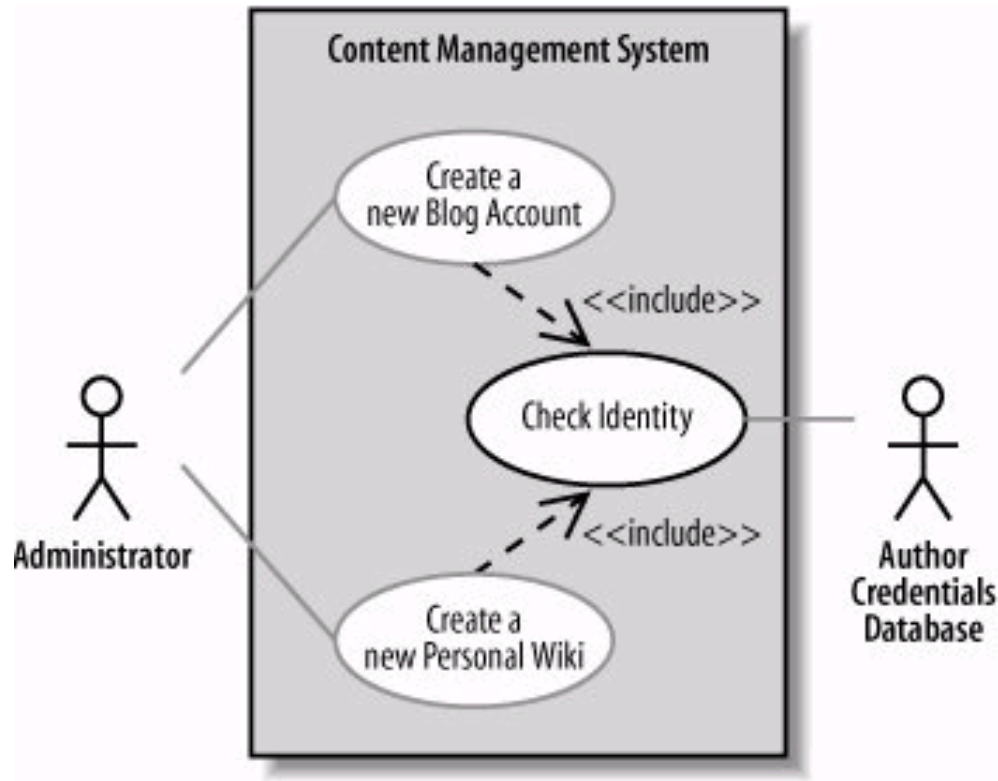 Content Management System
Create a
new Blog Account
<<include>>
Check Identity
<<include>>
Administrator
Author
Credentials
Database
Create a
new Personal Wiki